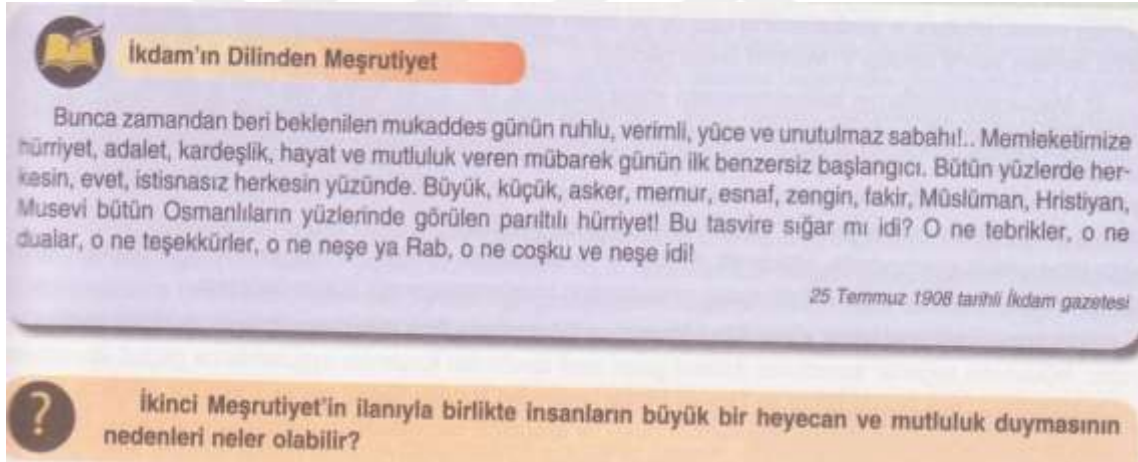 İkdam'ın Dilinden Meşrutiyet
Bunca zamandan beri beklenilen mukaddes günün ruhlu, verimli, yüce ve unutulmaz sabahı!.. Memleketimize
hürriyet, adalet, kardeşlik, hayat ve mutluluk veren mübarek günün ilk benzersiz başlangıcı. Bütün yüzlerde her-
kesin, evet, istisnasız herkesin yüzünde. Büyük, küçük, asker, memur, esnaf, zengin, fakir, Müslüman, Hristiyan,
Musevi bütün Osmanlıların yüzlerinde görülen parıltılı hürriyet! Bu tasvire sığar mı idi? O ne tebrikler, o ne
dualar, o ne teşekkürler, o ne neşe ya Rab, o ne coşku ve neşe idi!
25 Temmuz 1908 tarihli İkdam gazetesi
?
İkinci Meşrutiyet'in ilanıyla birlikte insanların büyük bir heyecan ve mutluluk duymasının
nedenleri neler olabilir?